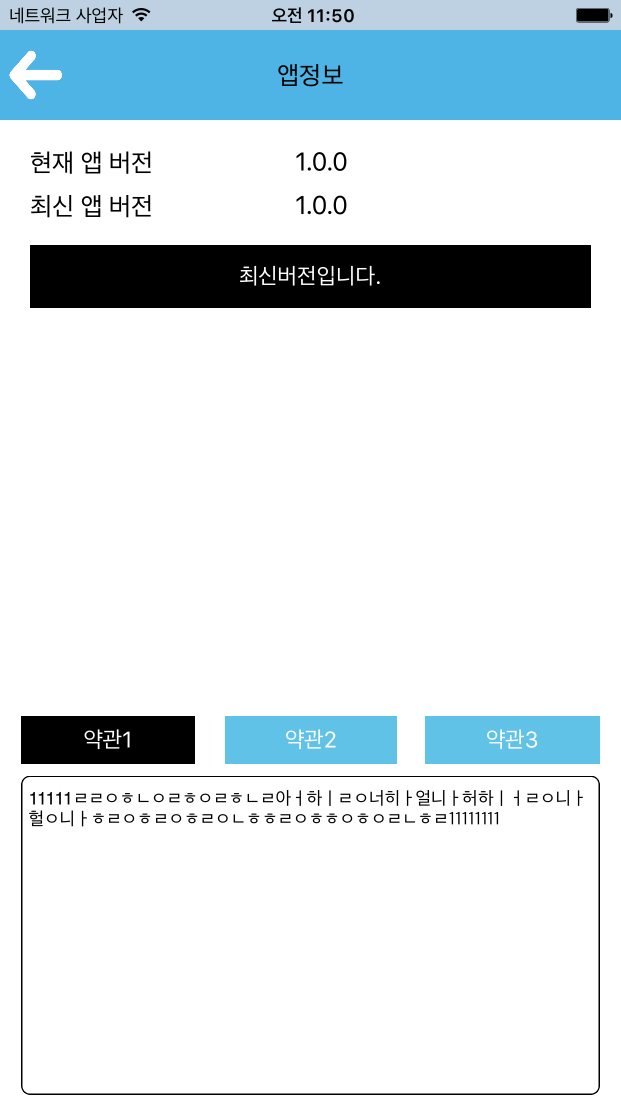 네트워크 사업자 오전 11:50
앱정보
현재 앱 버전 1.0.0
최신 앱 버전 1.0.0
최신버전입니다.
약관1 약관2 약관3
11111ㄹㄹㅇㅎㄴㅇㄹㅎㅇㄹㅎㄴㄹ아ㅓ하ㅣㄹㅇ너히ㅏ얼니ㅏ허하ㅣㅓㄹㅇ니ㅏ
헐ㅇ니ㅏㅎㄹㅇㅎㄹㅇㅎㄹㅇㄴㅎㅎㄹㅇㅎㅎㅇㅎㅇㄹㄴㅎㄹ11111111